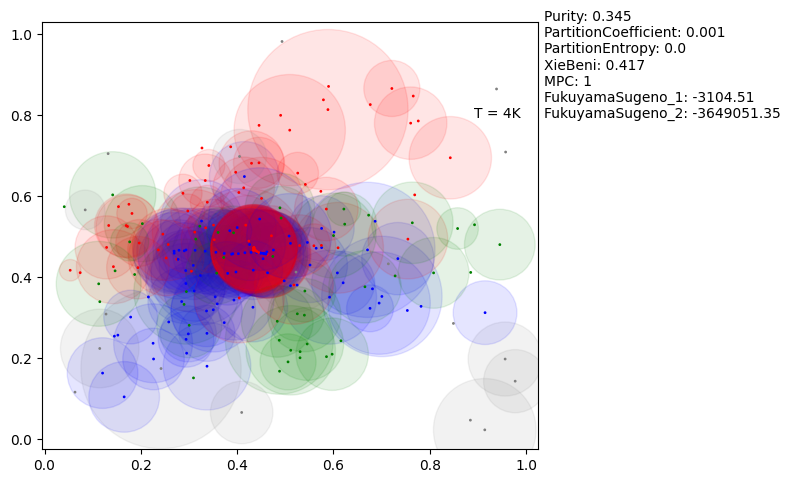 Purity: 0.345
PartitionCoefficient: 0.001
PartitionEntropy: 0.0
XieBeni: 0.417
MPC: 1
FukuyamaSugeno_1: -3104.51
FukuyamaSugeno_2: -3649051.35
T = 4K
1.0
0.8
0.6
0.4
0.2
0.0
0.0
0.2
0.4
0.6
0.8
1.0